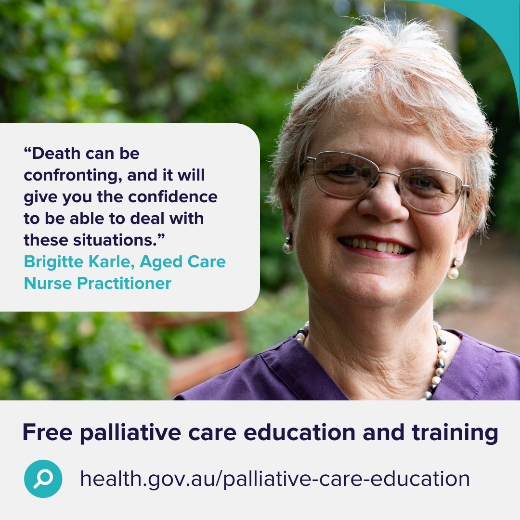 “Death can be
confronting, and it will
give you the confidence
to be able to deal with
these situations.”
Brigitte Karle, Aged Care
Nurse Practitioner
Free palliative care education and training
health.gov.au/palliative-care-education